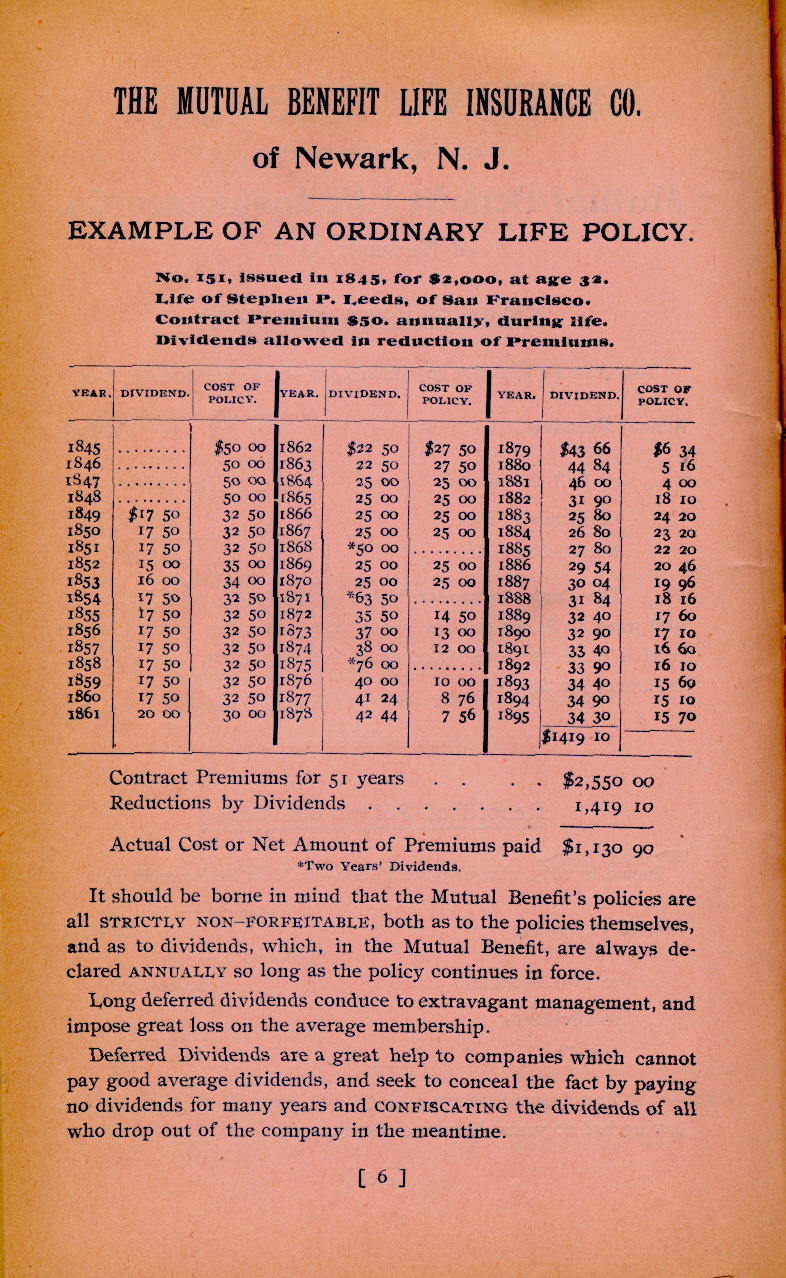 THE MUTUAL BENEFIT LIFE INSURANCE CO.
of Newark, N. J.
EXAMPLE OF AN ORDINARY LIFE POLICY.
No. 151, issued in 1845, for $2,000, at age 32.
Life of Stephen P. Leeds, of San Francisco.
Contract Premium $50. annually, during life.
Dividends allowed in reduction of Premiums.
YEAR. DIVIDEND. COST OF POLICY. YEAR. DIVIDEND. COST OF POLICY. YEAR. DIVIDEND. COST OF POLICY.
1845 ......... $50 00 1862 $22 50 $27 50 1879 $43 66 $6 34
1846 ......... 50 00 1863 22 50 27 50 1880 44 84 5 16
1847 ......... 50 00 1864 25 00 25 00 1881 46 00 4 00
1848 ......... 50 00 1865 25 00 25 00 1882 31 90 18 10
1849 $17 50 32 50 1866 25 00 25 00 1883 25 80 24 20
1850 17 50 32 50 1867 25 00 25 00 1884 26 80 23 20
1851 17 50 32 50 1868 *50 00 ......... 1885 27 80 22 20
1852 15 00 35 00 1869 25 00 25 00 1886 29 54 20 46
1853 16 00 34 00 1870 25 00 25 00 1887 30 04 19 96
1854 17 50 32 50 1871 *63 50 ......... 1888 31 84 18 16
1855 17 50 32 50 1872 35 50 14 50 1889 32 40 17 60
1856 17 50 32 50 1873 37 00 13 00 1890 32 90 17 10
1857 17 50 32 50 1874 38 00 12 00 1891 33 40 16 60
1858 17 50 32 50 1875 *76 00 ......... 1892 33 90 16 10
1859 17 50 32 50 1876 40 00 10 00 1893 34 40 15 60
1860 17 50 32 50 1877 41 24 8 76 1894 34 90 15 10
1861 20 00 30 00 1878 42 44 7 56 1895 34 30 15 70
$1419 10
Contract Premiums for 51 years . . . . $2,550 00
Reductions by Dividends . . . . . . . 1,419 10
Actual Cost or Net Amount of Premiums paid $1,130 90
*Two Years' Dividends.
It should be borne in mind that the Mutual Benefit's policies are
all STRICTLY NON-FORFEITABLE, both as to the policies themselves,
and as to dividends, which, in the Mutual Benefit, are always de-
clared ANNUALLY so long as the policy continues in force.
Long deferred dividends conduce to extravagant management, and
impose great loss on the average membership.
Deferred Dividends are a great help to companies which cannot
pay good average dividends, and seek to conceal the fact by paying
no dividends for many years and CONFISCATING the dividends of all
who drop out of the company in the meantime.
[ 6 ]